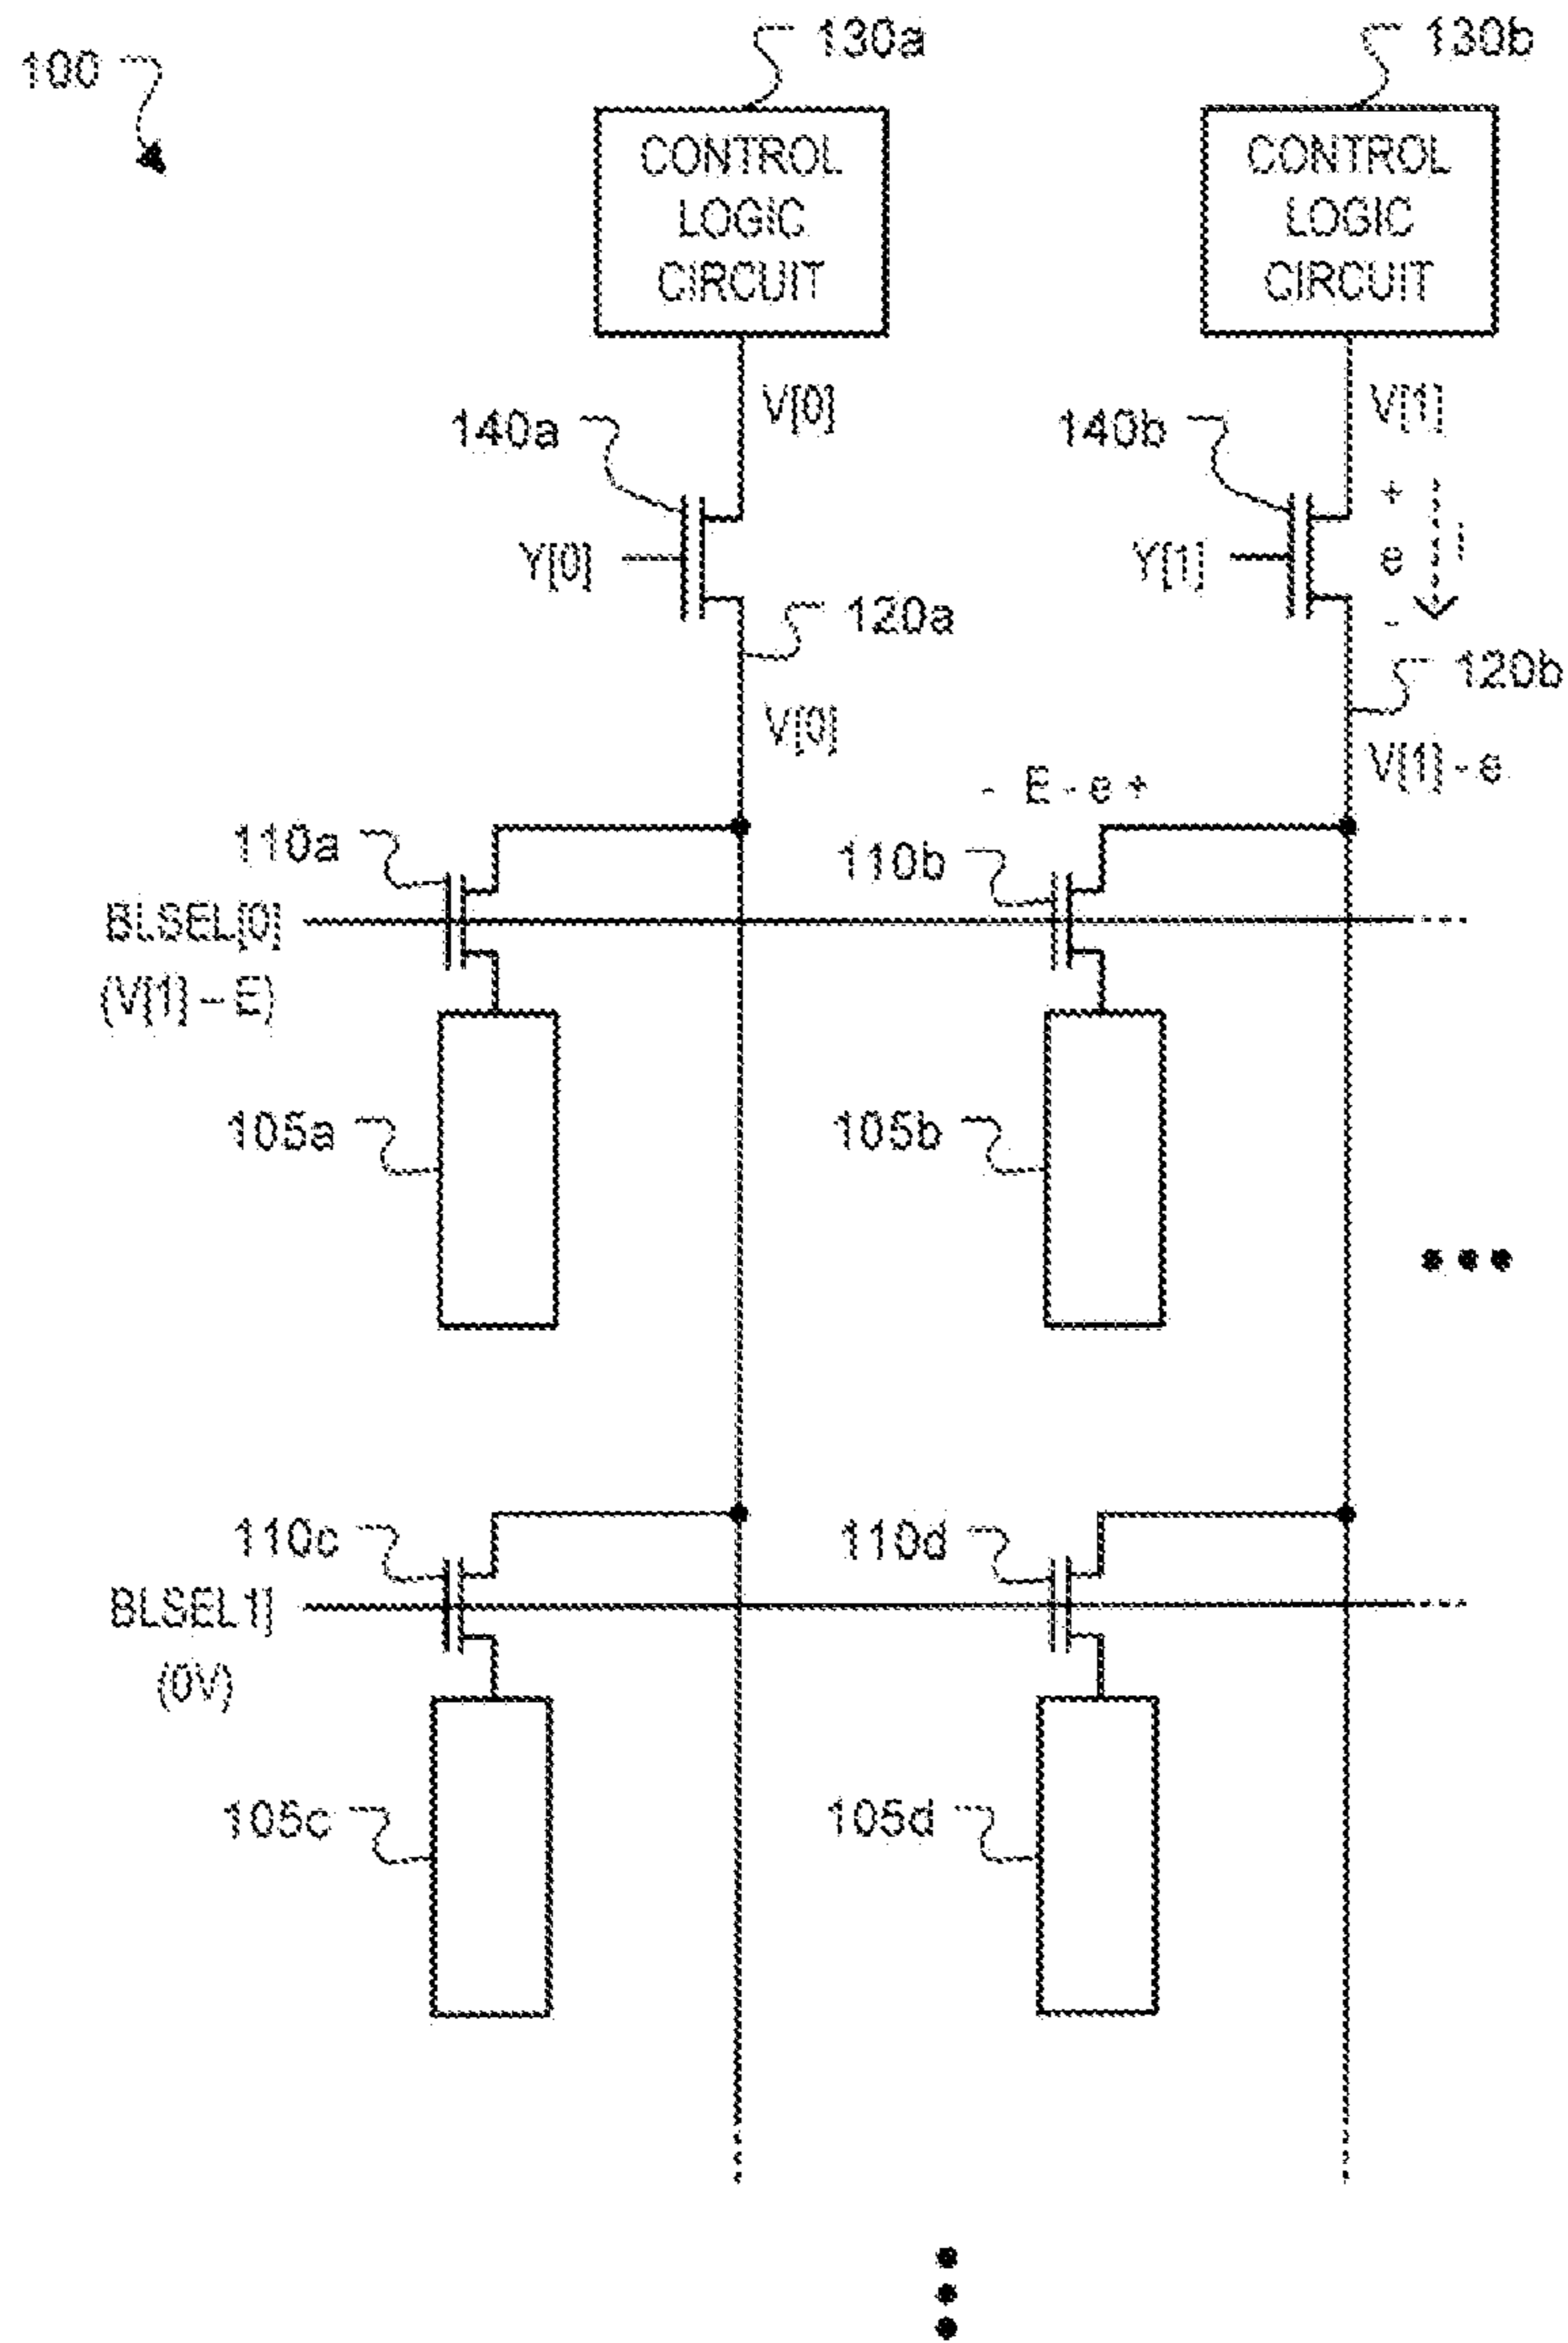 100
130a
130b
CONTROL
LOGIC
CIRCUIT
CONTROL
LOGIC
CIRCUIT
V[0]
V[1]
140a
140b
+
Y[0]
Y[1]
e
i
-
120a
120b
V[0]
V[1] - e
- E - e +
110a
110b
BLSEL[0]
(V[1] – E)
105a
105b
110c
110d
BLSEL1]
(0V)
105c
105d